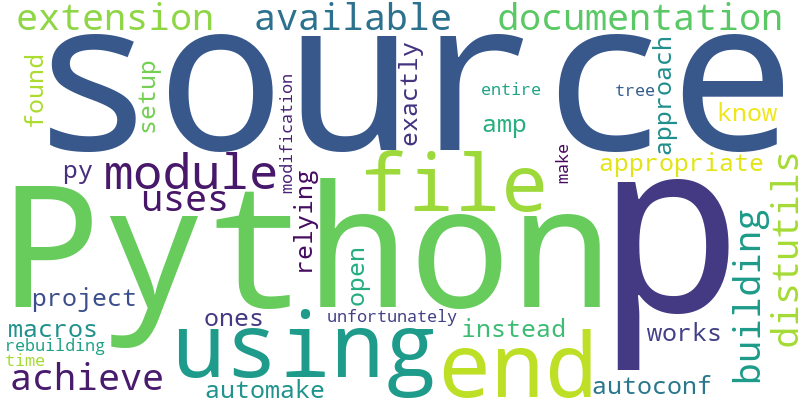 extension
available
documentation
source
found
setup
modification
exactly
entire
tree
approach
know
amp
py
module
make
appropriate
uses
relying
file
Python
p
distutils
open
building
project
macros
ones
unfortunately
using
instead
works
rebuilding
time
end
achieve
automake
autoconf